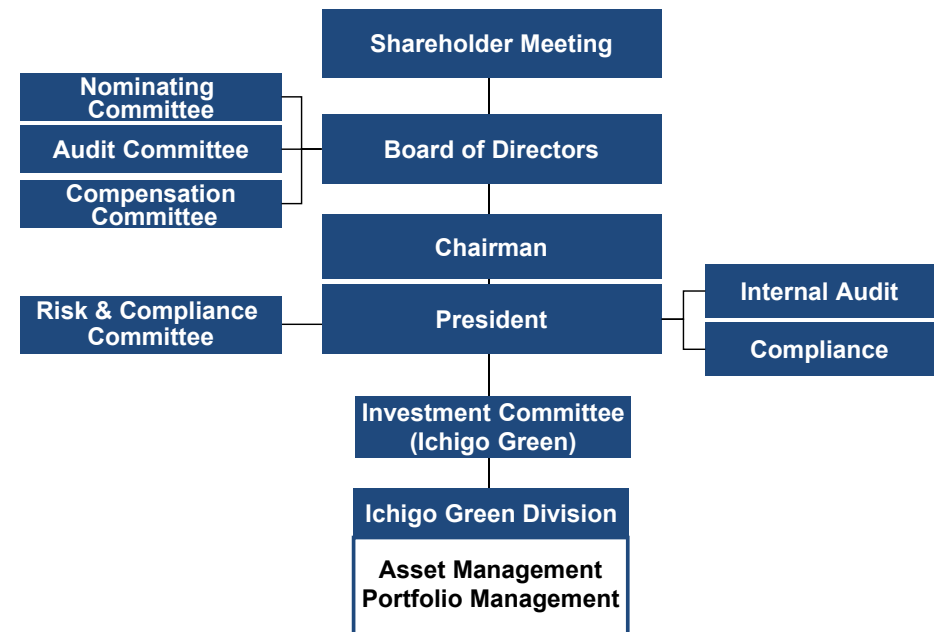 Shareholder Meeting
Nominating
Committee
Audit Committee
Board of Directors
Compensation
Committee
Chairman
Internal Audit
Risk & Compliance
Committee
President
Compliance
Investment Committee
(Ichigo Green)
Ichigo Green Division
Asset Management
Portfolio Management